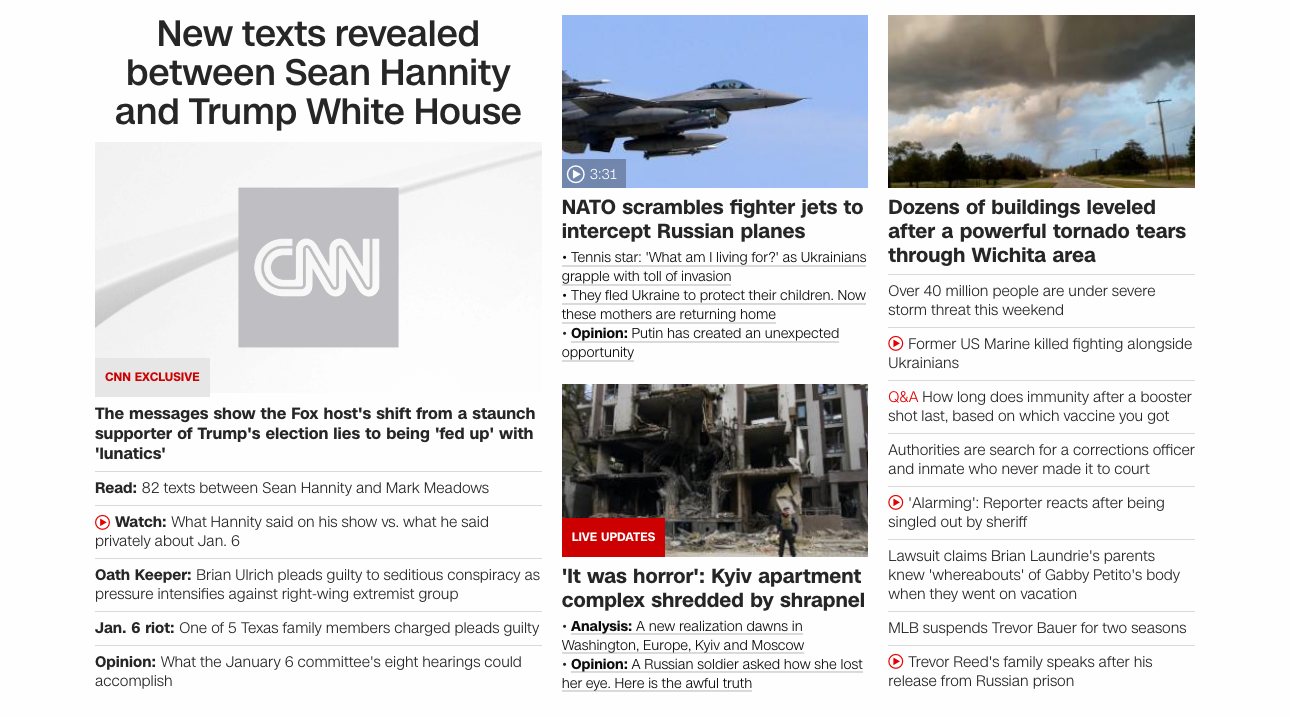 New texts revealed
between Sean Hannity
and Trump White House
CNN
CNN EXCLUSIVE
The messages show the Fox host's shift from a staunch
supporter of Trump's election lies to being 'fed up' with
'lunatics'
Read: 82 texts between Sean Hannity and Mark Meadows
Watch: What Hannity said on his show vs. what he said
privately about Jan. 6
Oath Keeper: Brian Ulrich pleads guilty to seditious conspiracy as
pressure intensifies against right-wing extremist group
Jan. 6 riot: One of 5 Texas family members charged pleads guilty
Opinion: What the January 6 committee's eight hearings could
accomplish
3:31
NATO scrambles fighter jets to
intercept Russian planes
• Tennis star: 'What am I living for?' as Ukrainians
grapple with toll of invasion
• They fled Ukraine to protect their children. Now
these mothers are returning home
• Opinion: Putin has created an unexpected
opportunity
LIVE UPDATES
'It was horror': Kyiv apartment
complex shredded by shrapnel
• Analysis: A new realization dawns in
Washington, Europe, Kyiv and Moscow
• Opinion: A Russian soldier asked how she lost
her eye. Here is the awful truth
Dozens of buildings leveled
after a powerful tornado tears
through Wichita area
Over 40 million people are under severe
storm threat this weekend
Former US Marine killed fighting alongside
Ukrainians
Q&A How long does immunity after a booster
shot last, based on which vaccine you got
Authorities are search for a corrections officer
and inmate who never made it to court
'Alarming': Reporter reacts after being
singled out by sheriff
Lawsuit claims Brian Laundrie's parents
knew 'whereabouts' of Gabby Petito's body
when they went on vacation
MLB suspends Trevor Bauer for two seasons
Trevor Reed's family speaks after his
release from Russian prison